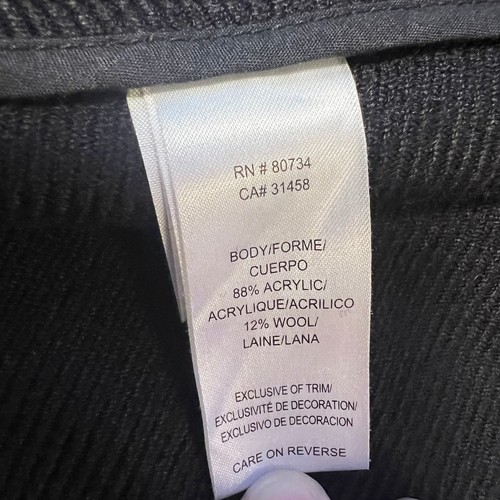 RN # 80734
CA# 31458
BODY/FORME/
CUERPO
88% ACRYLIC/
ACRYLIQUE/ACRILICO
12% WOOL/
LAINE/LANA
EXCLUSIVE OF TRIM/
EXCLUSIVITÉ DE DECORATION/
EXCLUSIVO DE DECORACION
CARE ON REVERSE